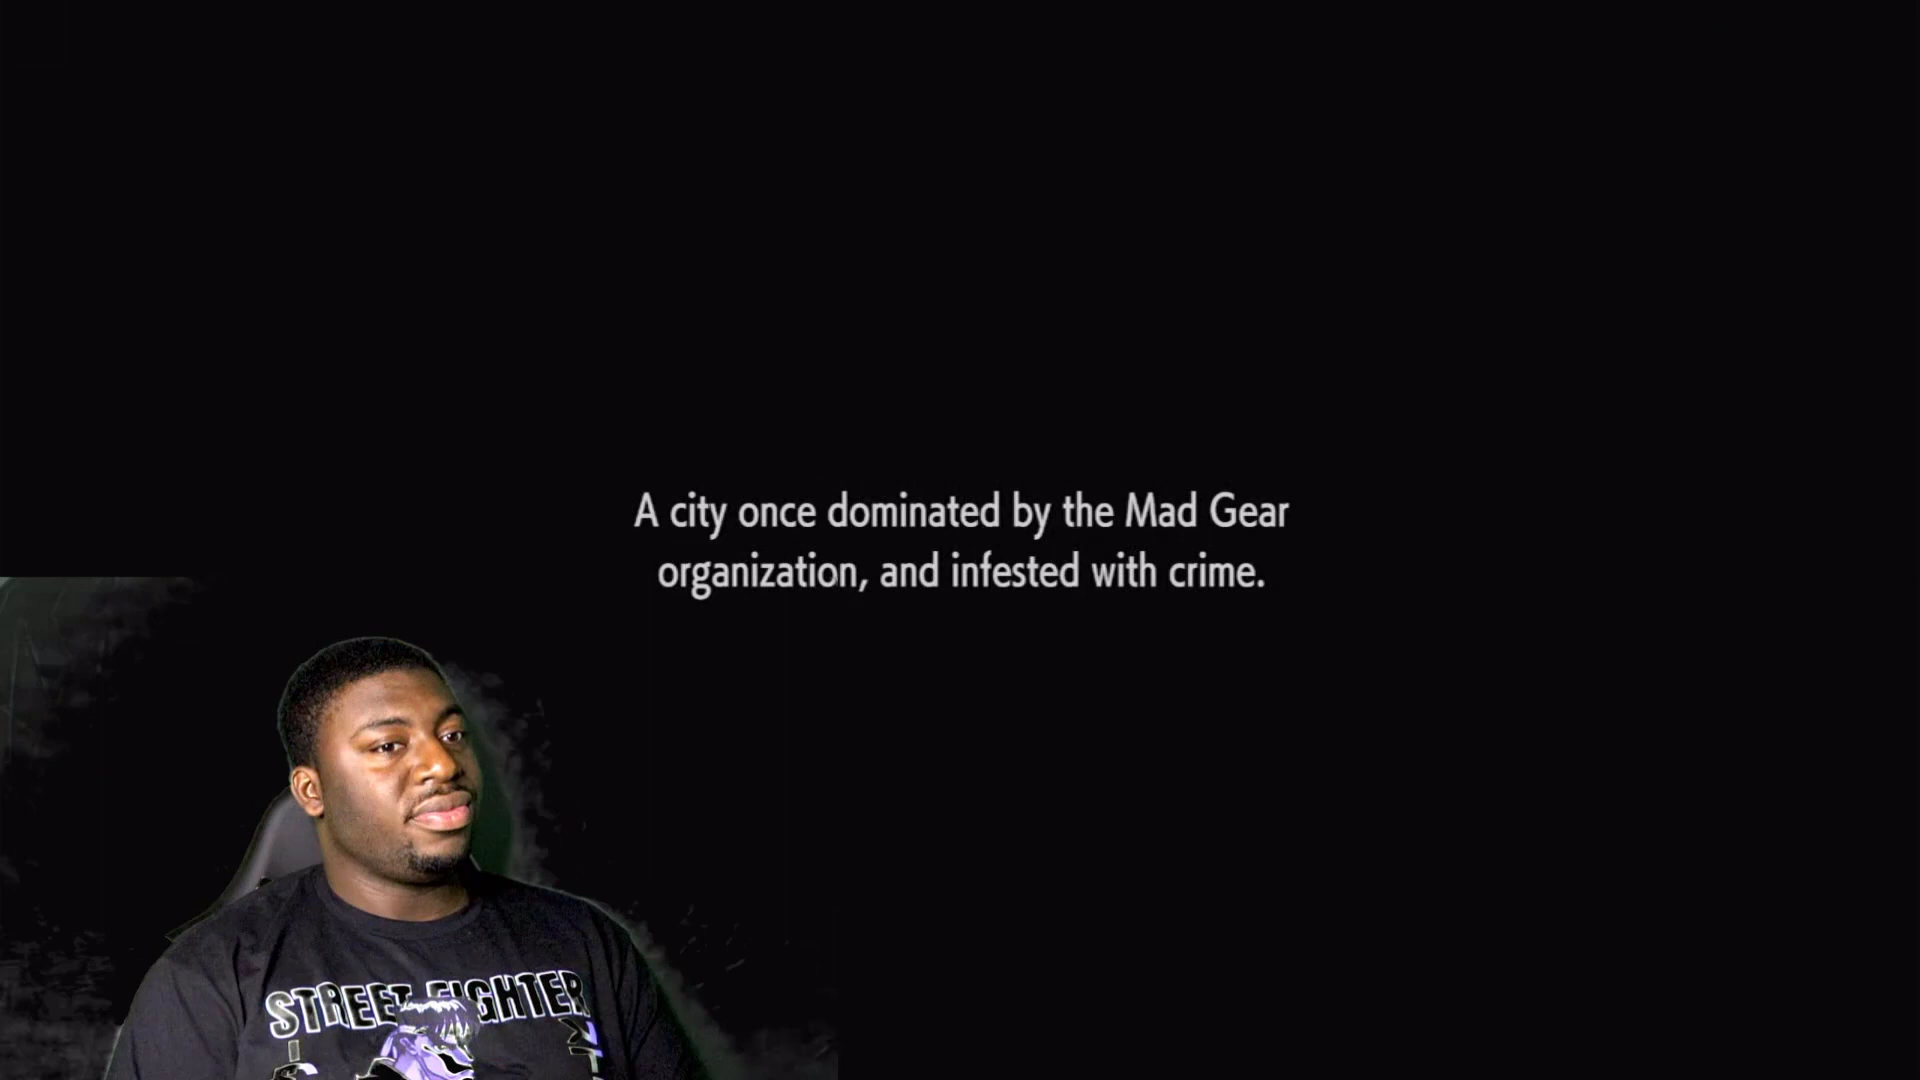 A city once dominated by the Mad Gear
organization, and infested with crime.
STREET FIGHTER